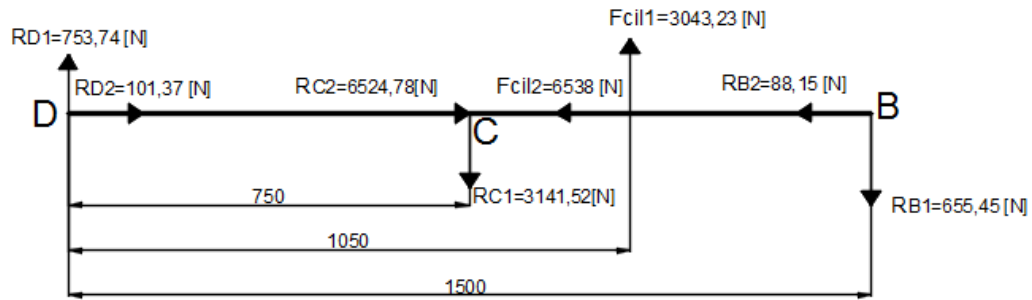 Fcil1=3043,23 [N]
RD1=753,74 [N]
RD2=101,37 [N]
RC2=6524,78[N]
Fcil2=6538 [N]
RB2=88,15 [N]
D
C
B
750
RC1=3141,52[N]
RB1=655,45 [N]
1050
1500